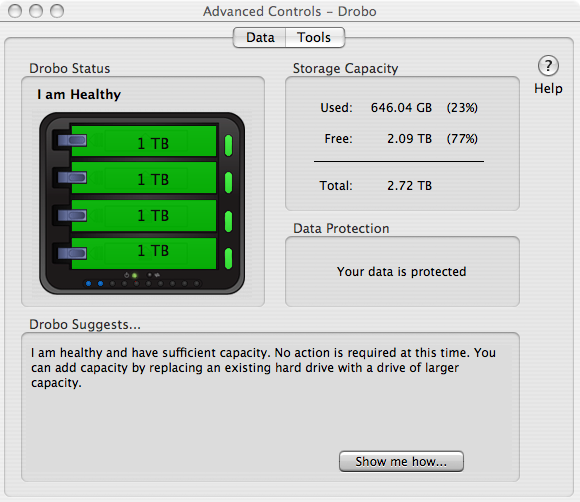 Advanced Controls – Drobo
Data Tools
Drobo Status
I am Healthy
1 TB
1 TB
1 TB
1 TB
Storage Capacity
Used: 646.04 GB (23%)
Free: 2.09 TB (77%)
Total: 2.72 TB
?
Help
Data Protection
Your data is protected
Drobo Suggests...
I am healthy and have sufficient capacity. No action is required at this time. You
can add capacity by replacing an existing hard drive with a drive of larger
capacity.
Show me how...